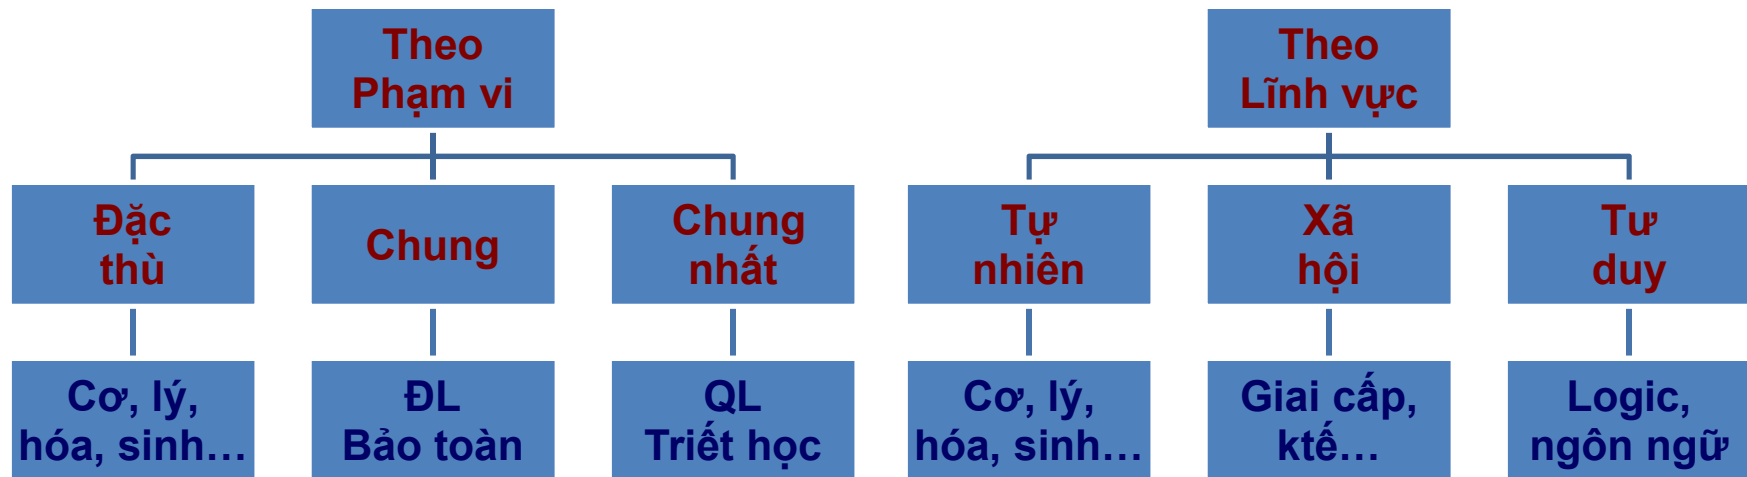 Theo
Phạm vi
Theo
Lĩnh vực
Đặc
thù
Chung
Chung
nhất
Tự
nhiên
Xã
hội
Tư
duy
Cơ, lý,
hóa, sinh…
ĐL
Bảo toàn
QL
Triết học
Cơ, lý,
hóa, sinh…
Giai cấp,
ktế…
Logic,
ngôn ngữ